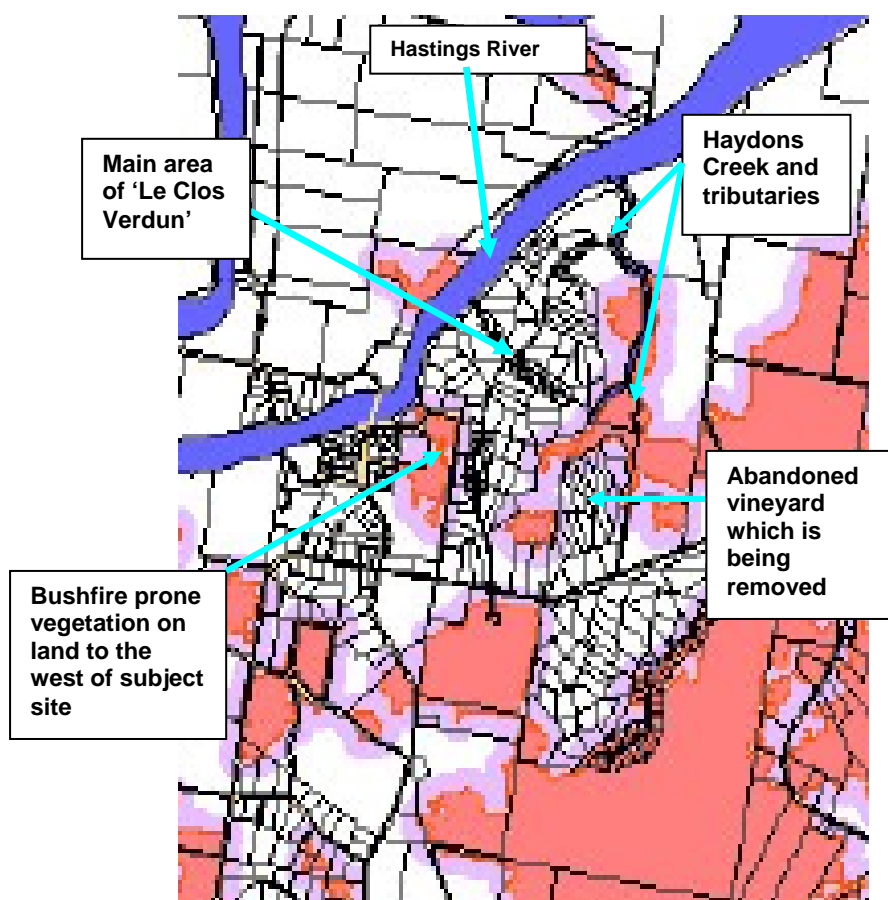 Hastings River
Main area
of ‘Le Clos
Verdun’
Haydons
Creek and
tributaries
Abandoned
vineyard
which is
being
removed
Bushfire prone
vegetation on
land to the
west of subject
site